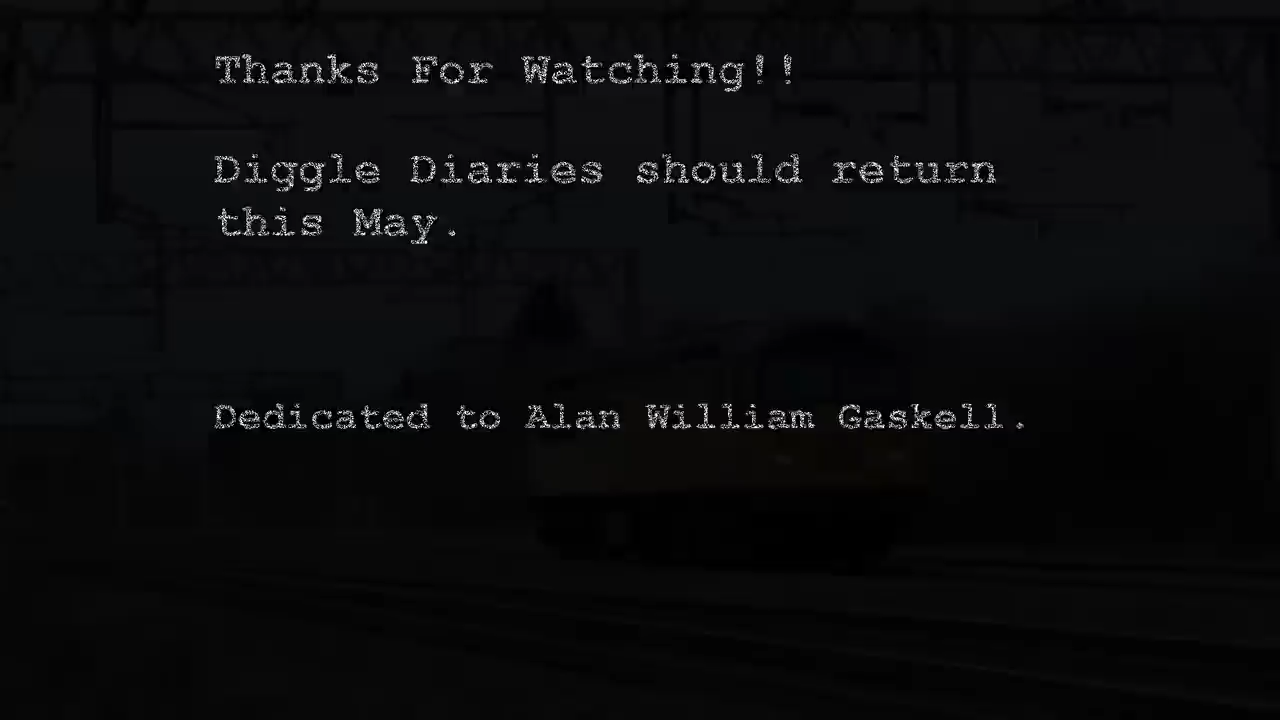 Thanks For Watching!!
Diggle Diaries should return
this May.
Dedicated to Alan William Gaskell.